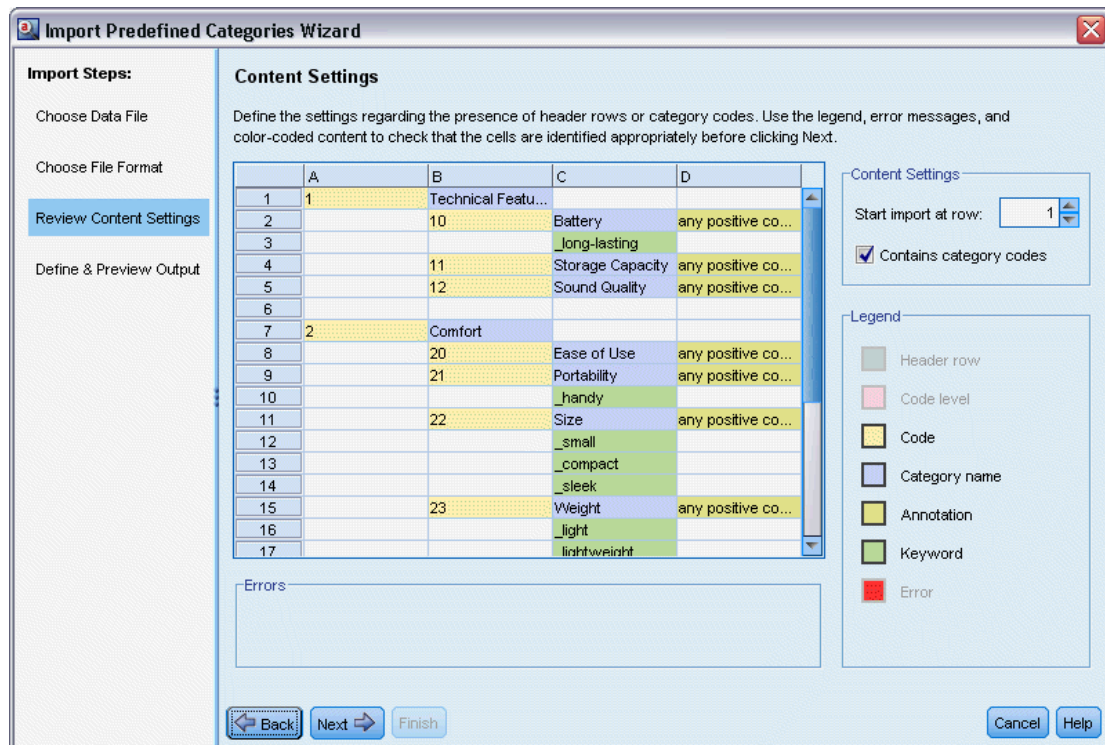 Import Predefined Categories Wizard
Import Steps:
Choose Data File
Choose File Format
Review Content Settings
Define & Preview Output
Content Settings
Define the settings regarding the presence of header rows or category codes. Use the legend, error messages, and
color-coded content to check that the cells are identified appropriately before clicking Next.
A B C D
1 1 Technical Featu...
2 10 Battery any positive co...
3 _long-lasting
4 11 Storage Capacity any positive co...
5 12 Sound Quality any positive co...
6
7 2 Comfort
8 20 Ease of Use any positive co...
9 21 Portability any positive co...
10 _handy
11 22 Size any positive co...
12 _small
13 _compact
14 _sleek
15 23 Weight any positive co...
16 _light
17 _lightweight
Content Settings
Start import at row: 1
Contains category codes
Legend
Header row
Code level
Code
Category name
Annotation
Keyword
Error
Errors
Back Next Finish Cancel Help